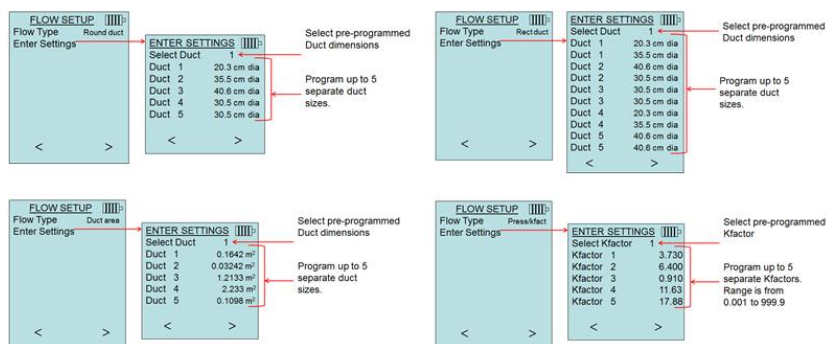 FLOW SETUP
Flow Type Round duct
Enter Settings
< >
ENTER SETTINGS
Select Duct 1
Duct 1 20.3 cm dia
Duct 2 35.5 cm dia
Duct 3 40.6 cm dia
Duct 4 30.5 cm dia
Duct 5 30.5 cm dia
< >
Select pre-programmed
Duct dimensions
Program up to 5
separate duct
sizes.
FLOW SETUP
Flow Type Rect duct
Enter Settings
< >
ENTER SETTINGS
Select Duct 1
Duct 1 20.3 cm dia
Duct 1 35.5 cm dia
Duct 2 40.6 cm dia
Duct 2 30.5 cm dia
Duct 3 30.5 cm dia
Duct 3 30.5 cm dia
Duct 4 20.3 cm dia
Duct 4 35.5 cm dia
Duct 5 40.6 cm dia
Duct 5 40.6 cm dia
< >
Select pre-programmed
Duct dimensions
Program up to 5
separate duct
sizes.
FLOW SETUP
Flow Type Duct area
Enter Settings
< >
ENTER SETTINGS
Select Duct 1
Duct 1 0.1642 m²
Duct 2 0.03242 m²
Duct 3 1.2133 m²
Duct 4 2.233 m²
Duct 5 0.1098 m²
< >
Select pre-programmed
Duct dimensions
Program up to 5
separate duct
sizes.
FLOW SETUP
Flow Type Press/kfact
Enter Settings
< >
ENTER SETTINGS
Select Kfactor 1
Kfactor 1 3.730
Kfactor 2 6.400
Kfactor 3 0.910
Kfactor 4 11.63
Kfactor 5 17.88
< >
Select pre-programmed
Kfactor
Program up to 5
separate Kfactors.
Range is from
0.001 to 999.9